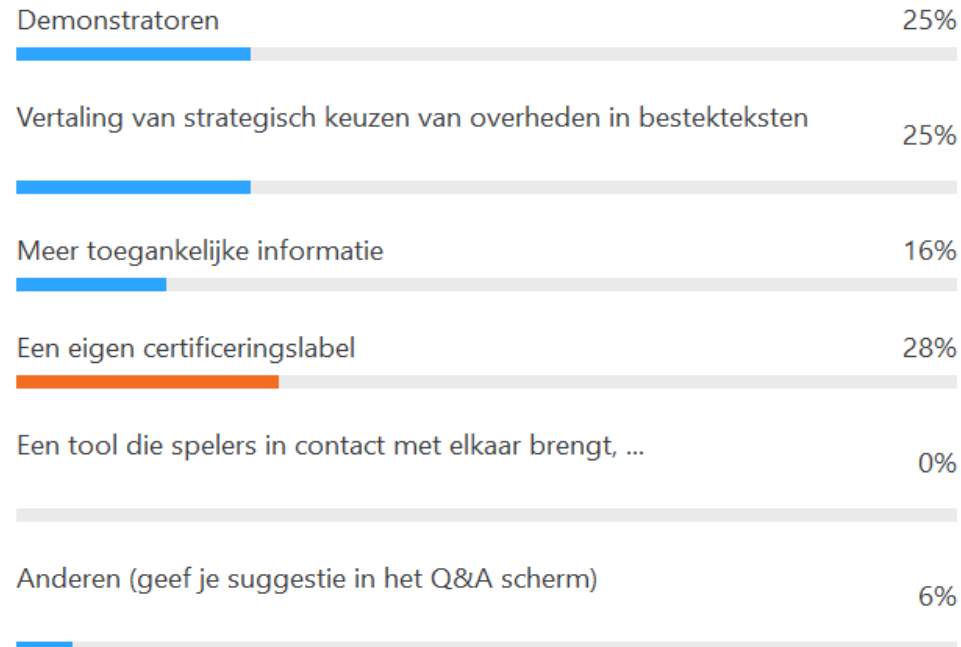 Demonstratoren 25%
Vertaling van strategisch keuzen van overheden in bestekteksten 25%
Meer toegankelijke informatie 16%
Een eigen certificeringslabel 28%
Een tool die spelers in contact met elkaar brengt, ... 0%
Anderen (geef je suggestie in het Q&A scherm) 6%